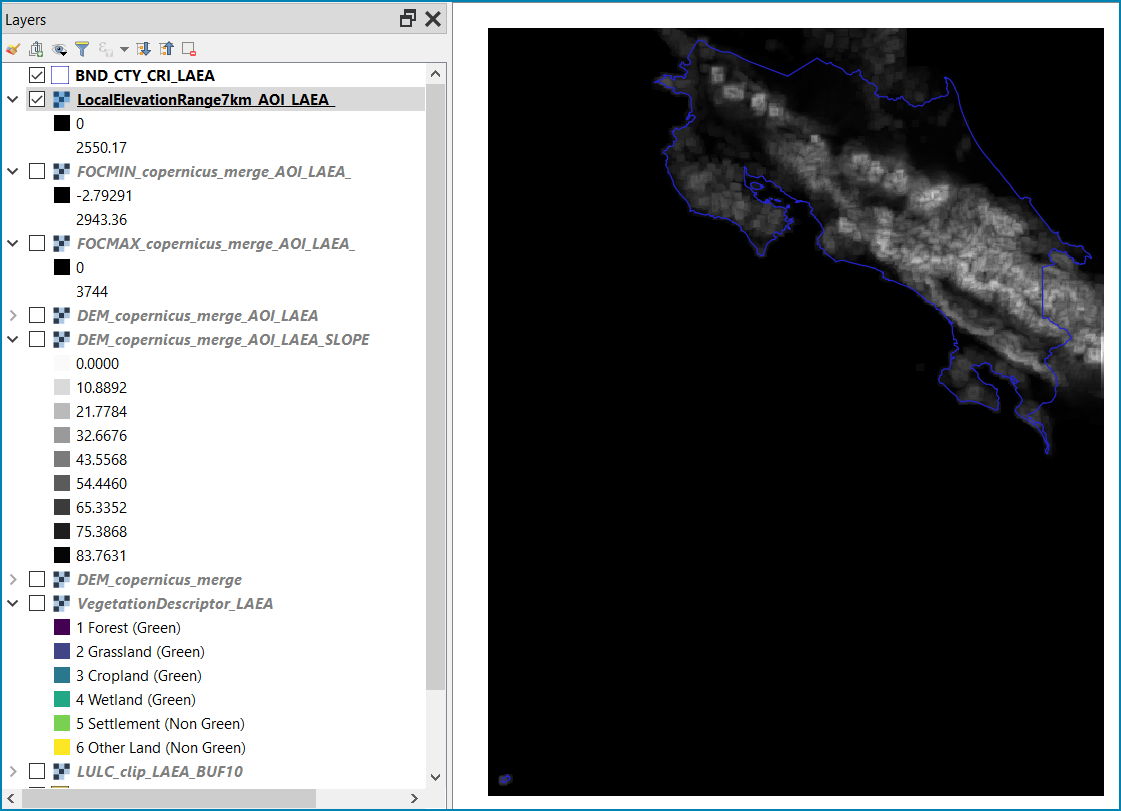 Layers
BND_CTY_CRI_LAEA
LocalElevationRange7km_AOI_LAEA_
0
2550.17
FOCMIN_copernicus_merge_AOI_LAEA_
-2.79291
2943.36
FOCMAX_copernicus_merge_AOI_LAEA_
0
3744
DEM_copernicus_merge_AOI_LAEA
DEM_copernicus_merge_AOI_LAEA_SLOPE
0.0000
10.8892
21.7784
32.6676
43.5568
54.4460
65.3352
75.3868
83.7631
DEM_copernicus_merge
VegetationDescriptor_LAEA
1 Forest (Green)
2 Grassland (Green)
3 Cropland (Green)
4 Wetland (Green)
5 Settlement (Non Green)
6 Other Land (Non Green)
LULC_clip_LAEA_BUF10